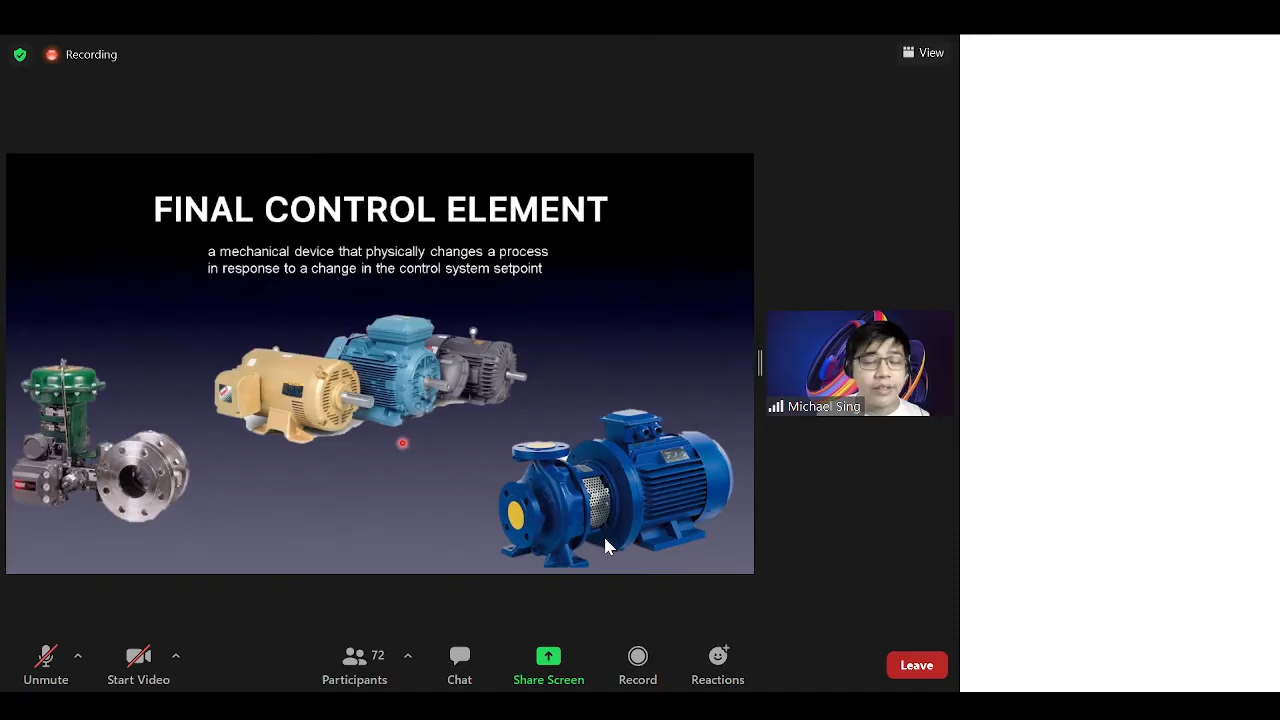 Recording
View
FINAL CONTROL ELEMENT
a mechanical device that physically changes a process
in response to a change in the control system setpoint
Michael Sing
72
Unmute
Start Video
Participants
Chat
Share Screen
Record
Reactions
Leave